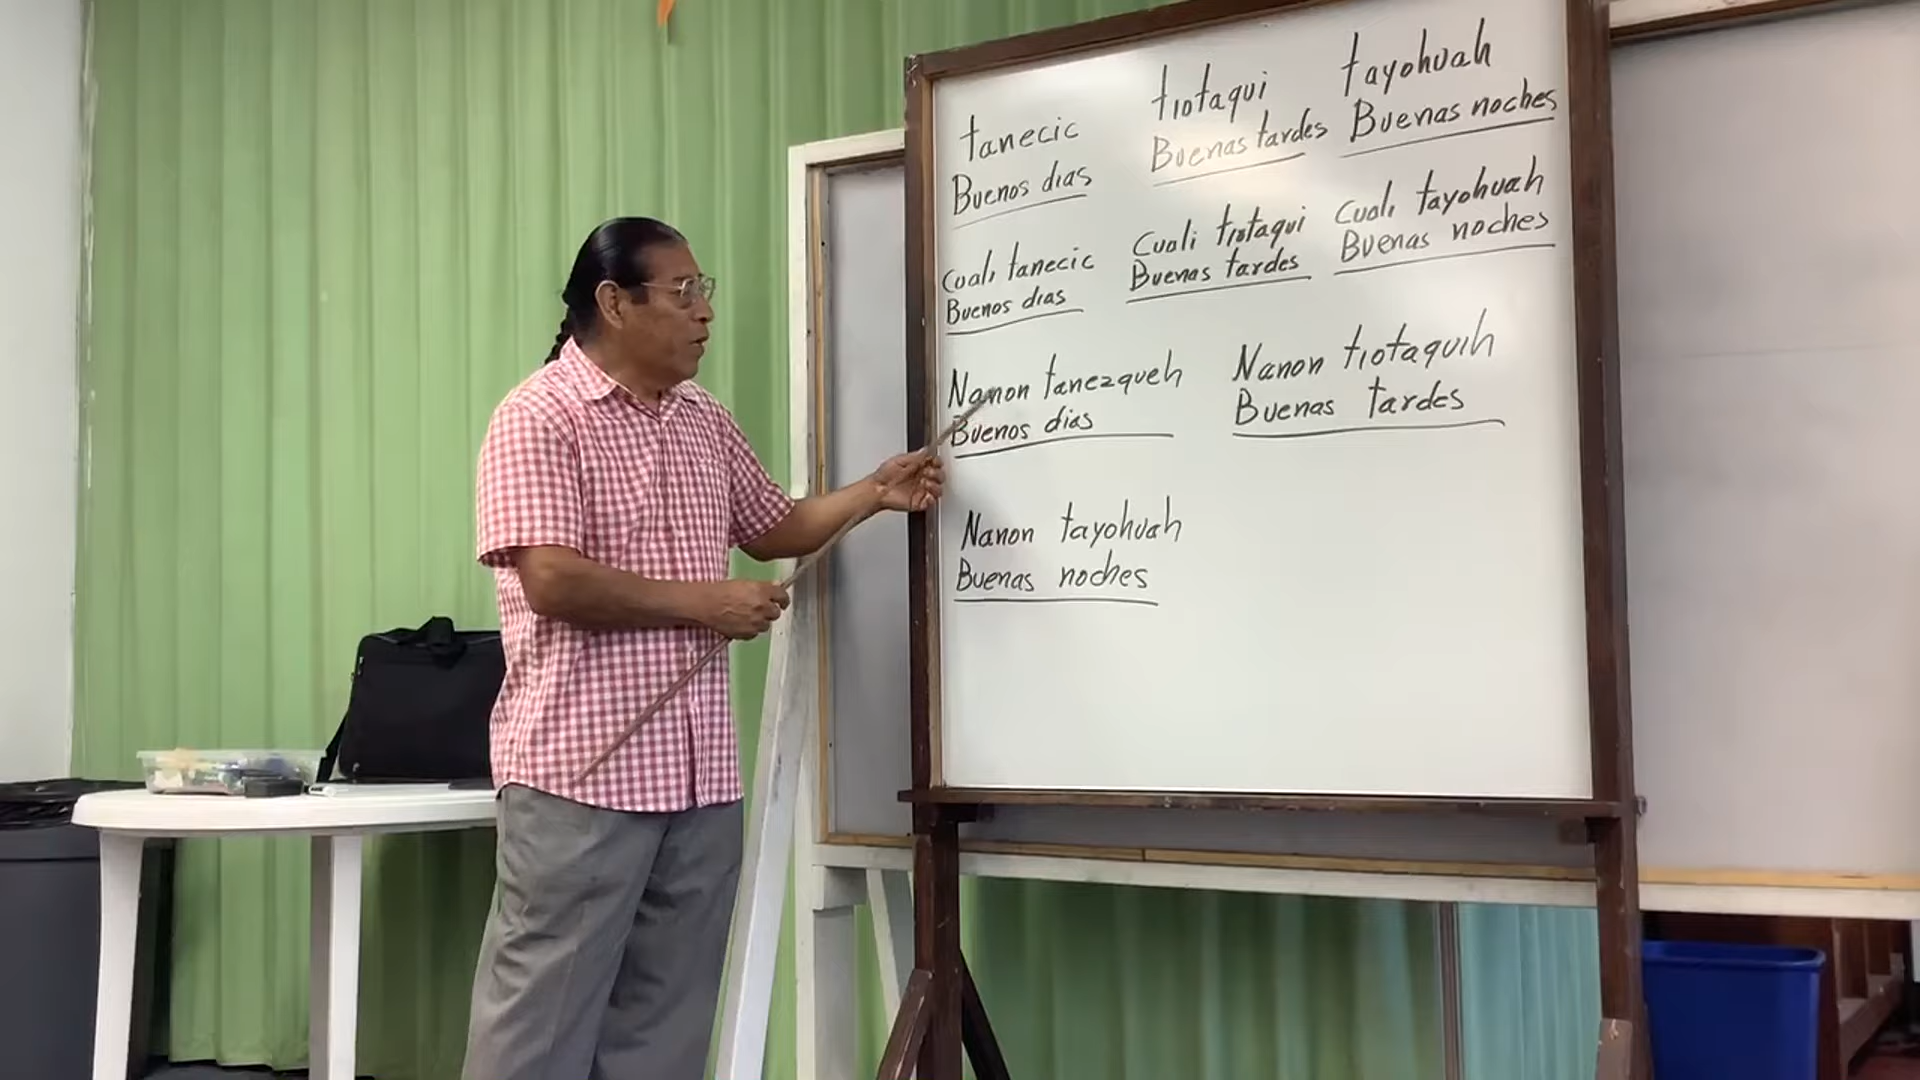 tanecic
Buenos dias
tiotaqui
Buenas tardes
tayohuah
Buenas noches
Cuali tanecic
Buenos dias
Cuali tiotaqui
Buenas tardes
Cuali tayohuah
Buenas noches
Nanon tanezqueh
Buenos dias
Nanon tiotaquih
Buenas tardes
Nanon tayohuah
Buenas noches